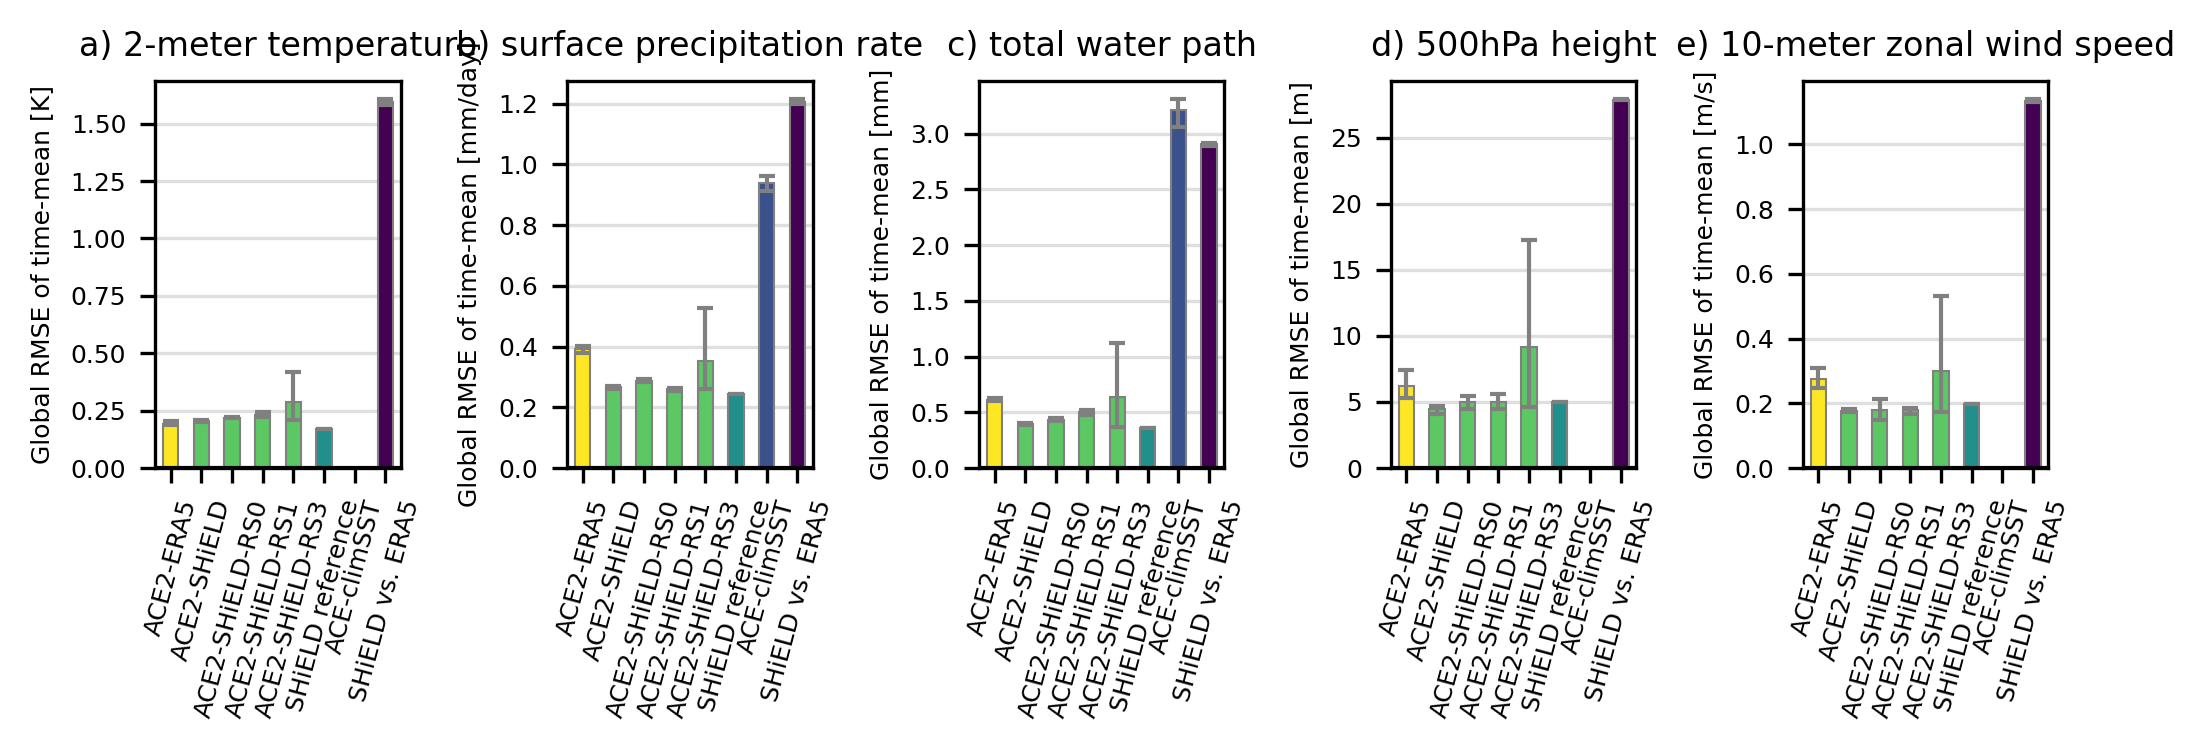 a) 2-meter temperature
Global RMSE of time-mean [K]
1.50
1.25
1.00
0.75
0.50
0.25
0.00
ACE2-ERA5
ACE2-SHiELD
ACE2-SHiELD-RS0
ACE2-SHiELD-RS1
ACE2-SHiELD-RS3
SHiELD reference
ACE-climSST
SHiELD vs. ERA5
b) surface precipitation rate
Global RMSE of time-mean [mm/day]
1.2
1.0
0.8
0.6
0.4
0.2
0.0
ACE2-ERA5
ACE2-SHiELD
ACE2-SHiELD-RS0
ACE2-SHiELD-RS1
ACE2-SHiELD-RS3
SHiELD reference
ACE-climSST
SHiELD vs. ERA5
c) total water path
Global RMSE of time-mean [mm]
3.0
2.5
2.0
1.5
1.0
0.5
0.0
ACE2-ERA5
ACE2-SHiELD
ACE2-SHiELD-RS0
ACE2-SHiELD-RS1
ACE2-SHiELD-RS3
SHiELD reference
ACE-climSST
SHiELD vs. ERA5
d) 500hPa height
Global RMSE of time-mean [m]
25
20
15
10
5
0
ACE2-ERA5
ACE2-SHiELD
ACE2-SHiELD-RS0
ACE2-SHiELD-RS1
ACE2-SHiELD-RS3
SHiELD reference
ACE-climSST
SHiELD vs. ERA5
e) 10-meter zonal wind speed
Global RMSE of time-mean [m/s]
1.0
0.8
0.6
0.4
0.2
0.0
ACE2-ERA5
ACE2-SHiELD
ACE2-SHiELD-RS0
ACE2-SHiELD-RS1
ACE2-SHiELD-RS3
SHiELD reference
ACE-climSST
SHiELD vs. ERA5